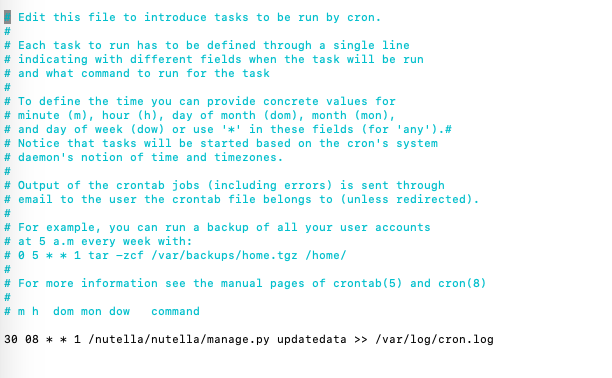 # Edit this file to introduce tasks to be run by cron.
#
# Each task to run has to be defined through a single line
# indicating with different fields when the task will be run
# and what command to run for the task
#
# To define the time you can provide concrete values for
# minute (m), hour (h), day of month (dom), month (mon),
# and day of week (dow) or use '*' in these fields (for 'any').#
# Notice that tasks will be started based on the cron's system
# daemon's notion of time and timezones.
#
# Output of the crontab jobs (including errors) is sent through
# email to the user the crontab file belongs to (unless redirected).
#
# For example, you can run a backup of all your user accounts
# at 5 a.m every week with:
# 0 5 * * 1 tar -zcf /var/backups/home.tgz /home/
#
# For more information see the manual pages of crontab(5) and cron(8)
#
# m h  dom mon dow   command
30 08 * * 1 /nutella/nutella/manage.py updatedata >> /var/log/cron.log